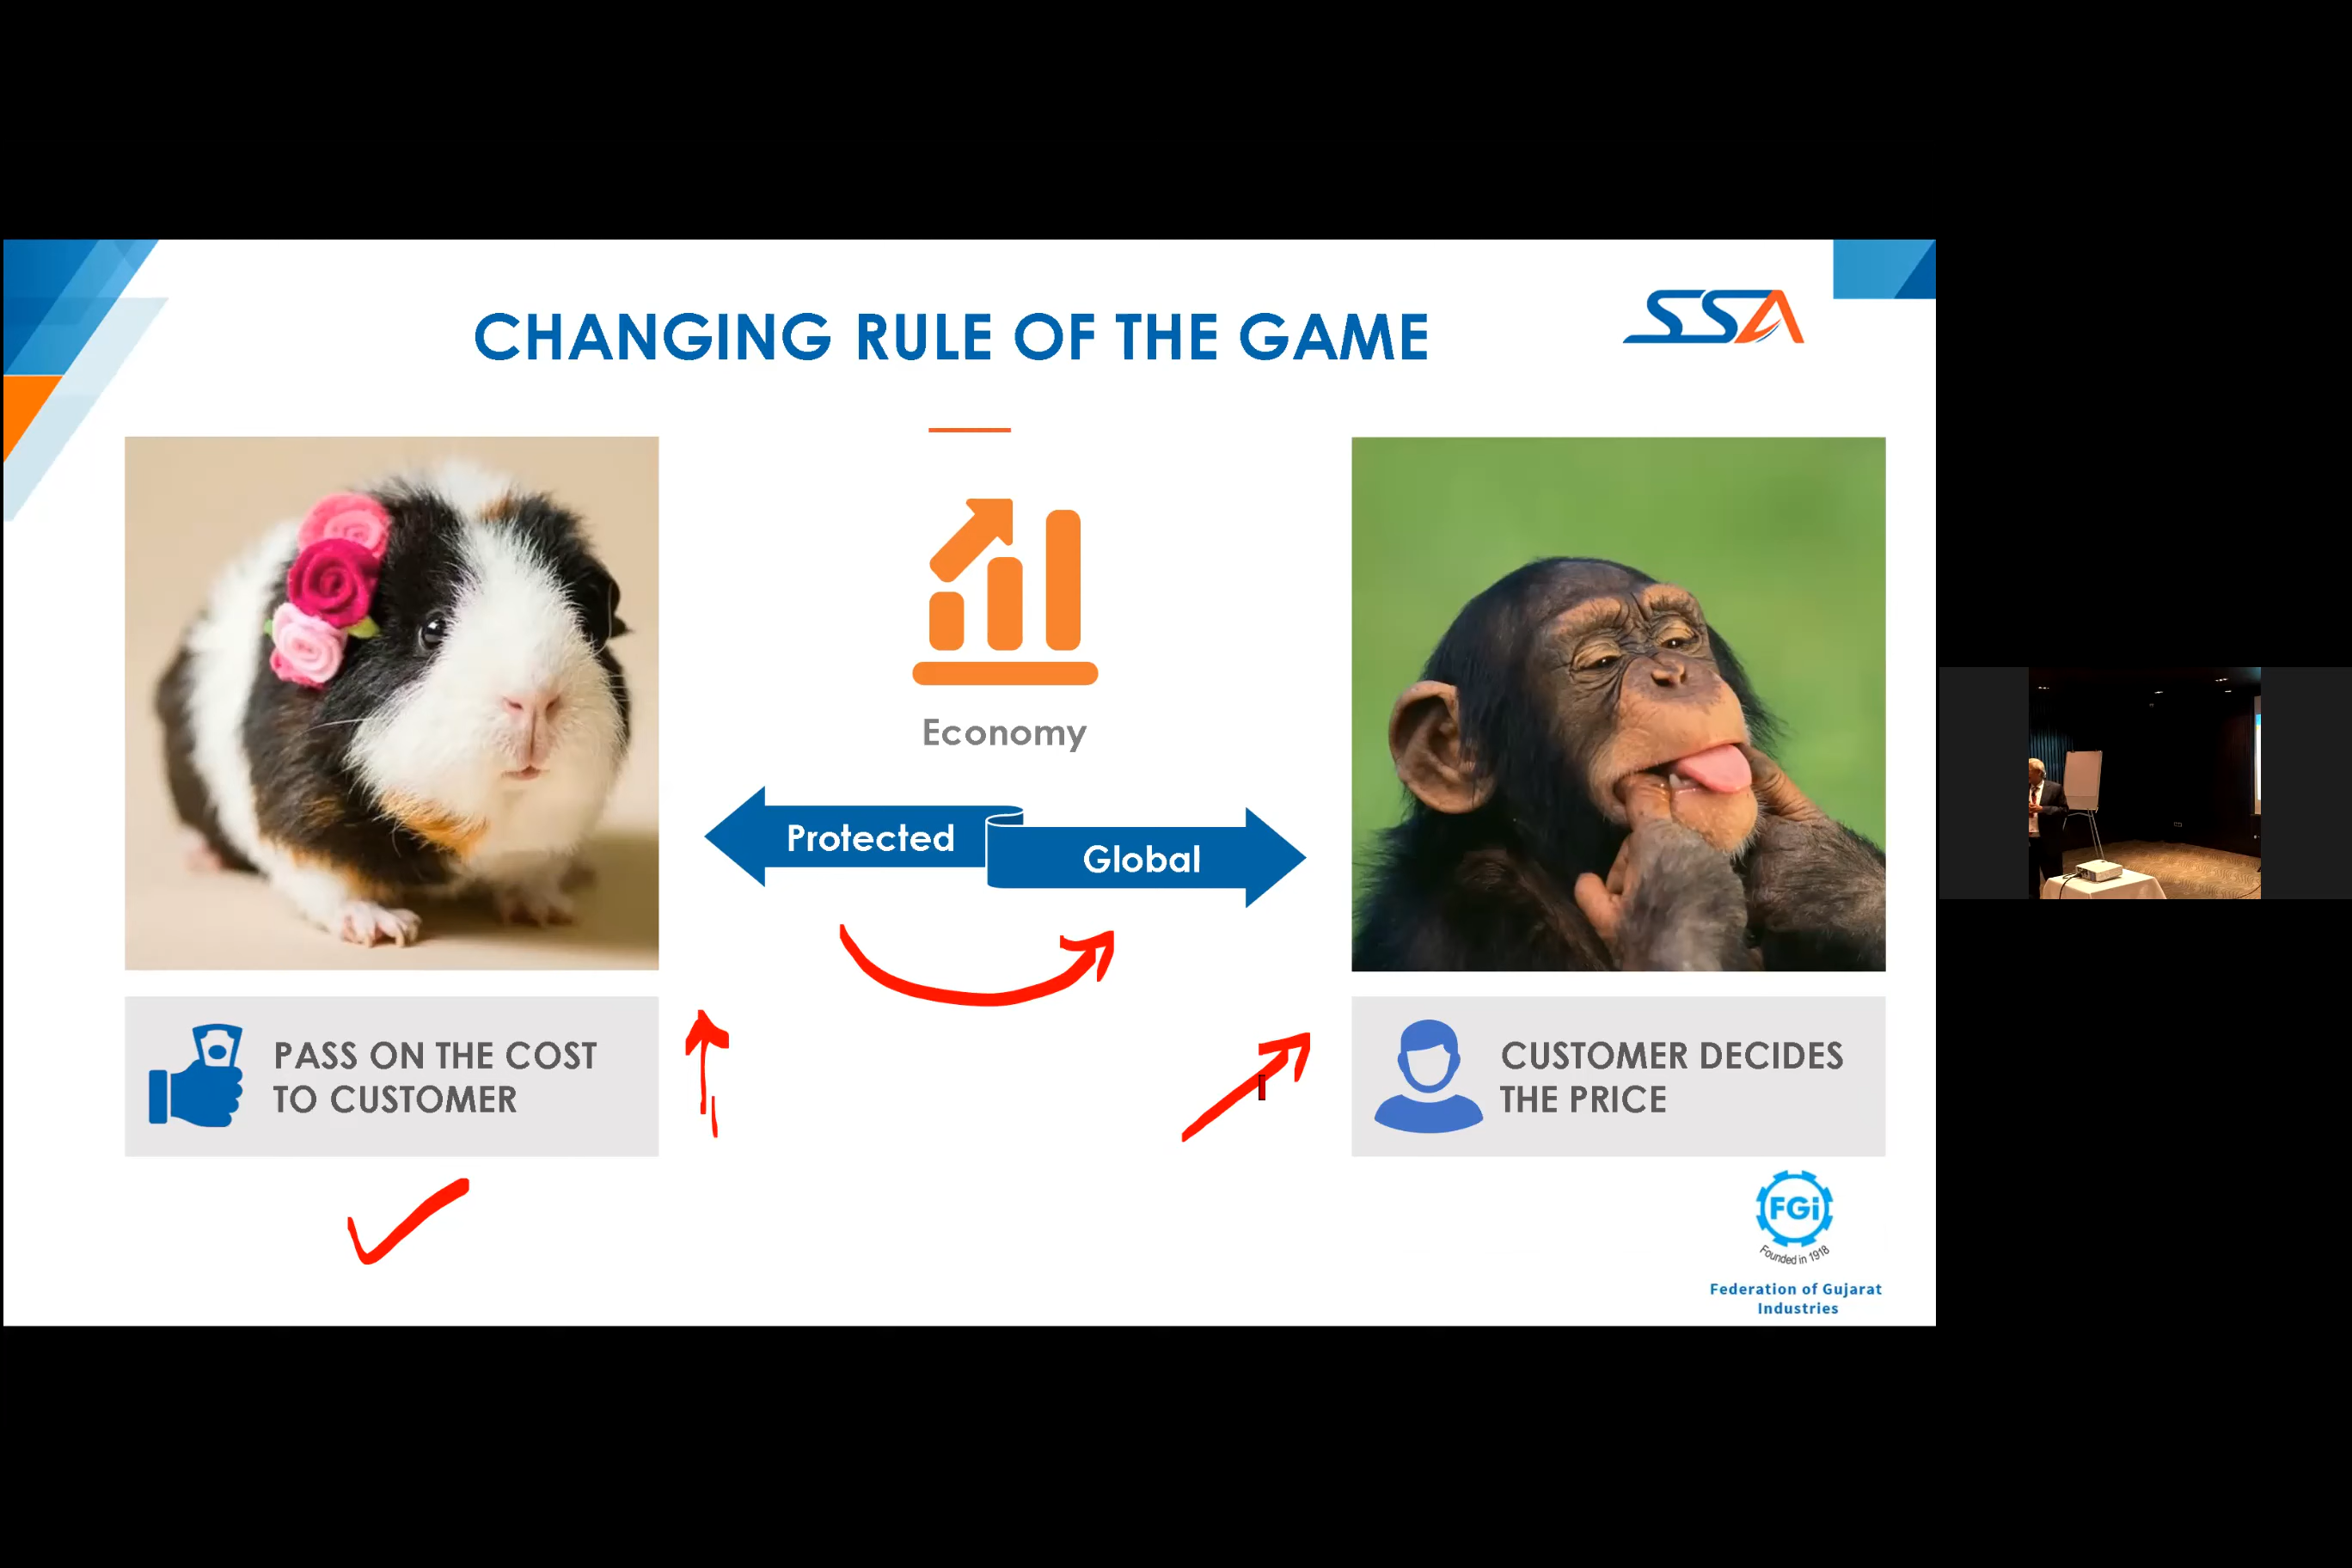 CHANGING RULE OF THE GAME
SSA
Economy
Protected
Global
PASS ON THE COST
TO CUSTOMER
CUSTOMER DECIDES
THE PRICE
FGi
Founded in 1918
Federation of Gujarat
Industries